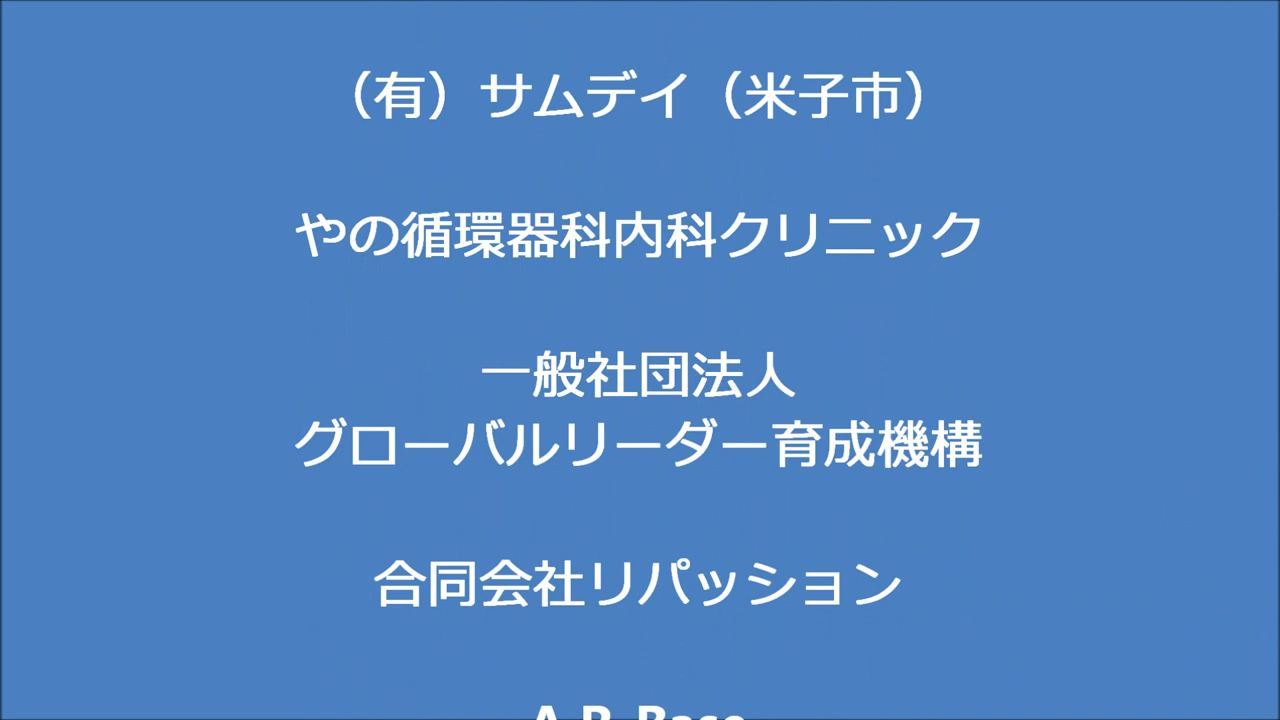 （有）サムデイ（米子市）
やの循環器科内科クリニック
一般社団法人
グローバルリーダー育成機構
合同会社リパッション